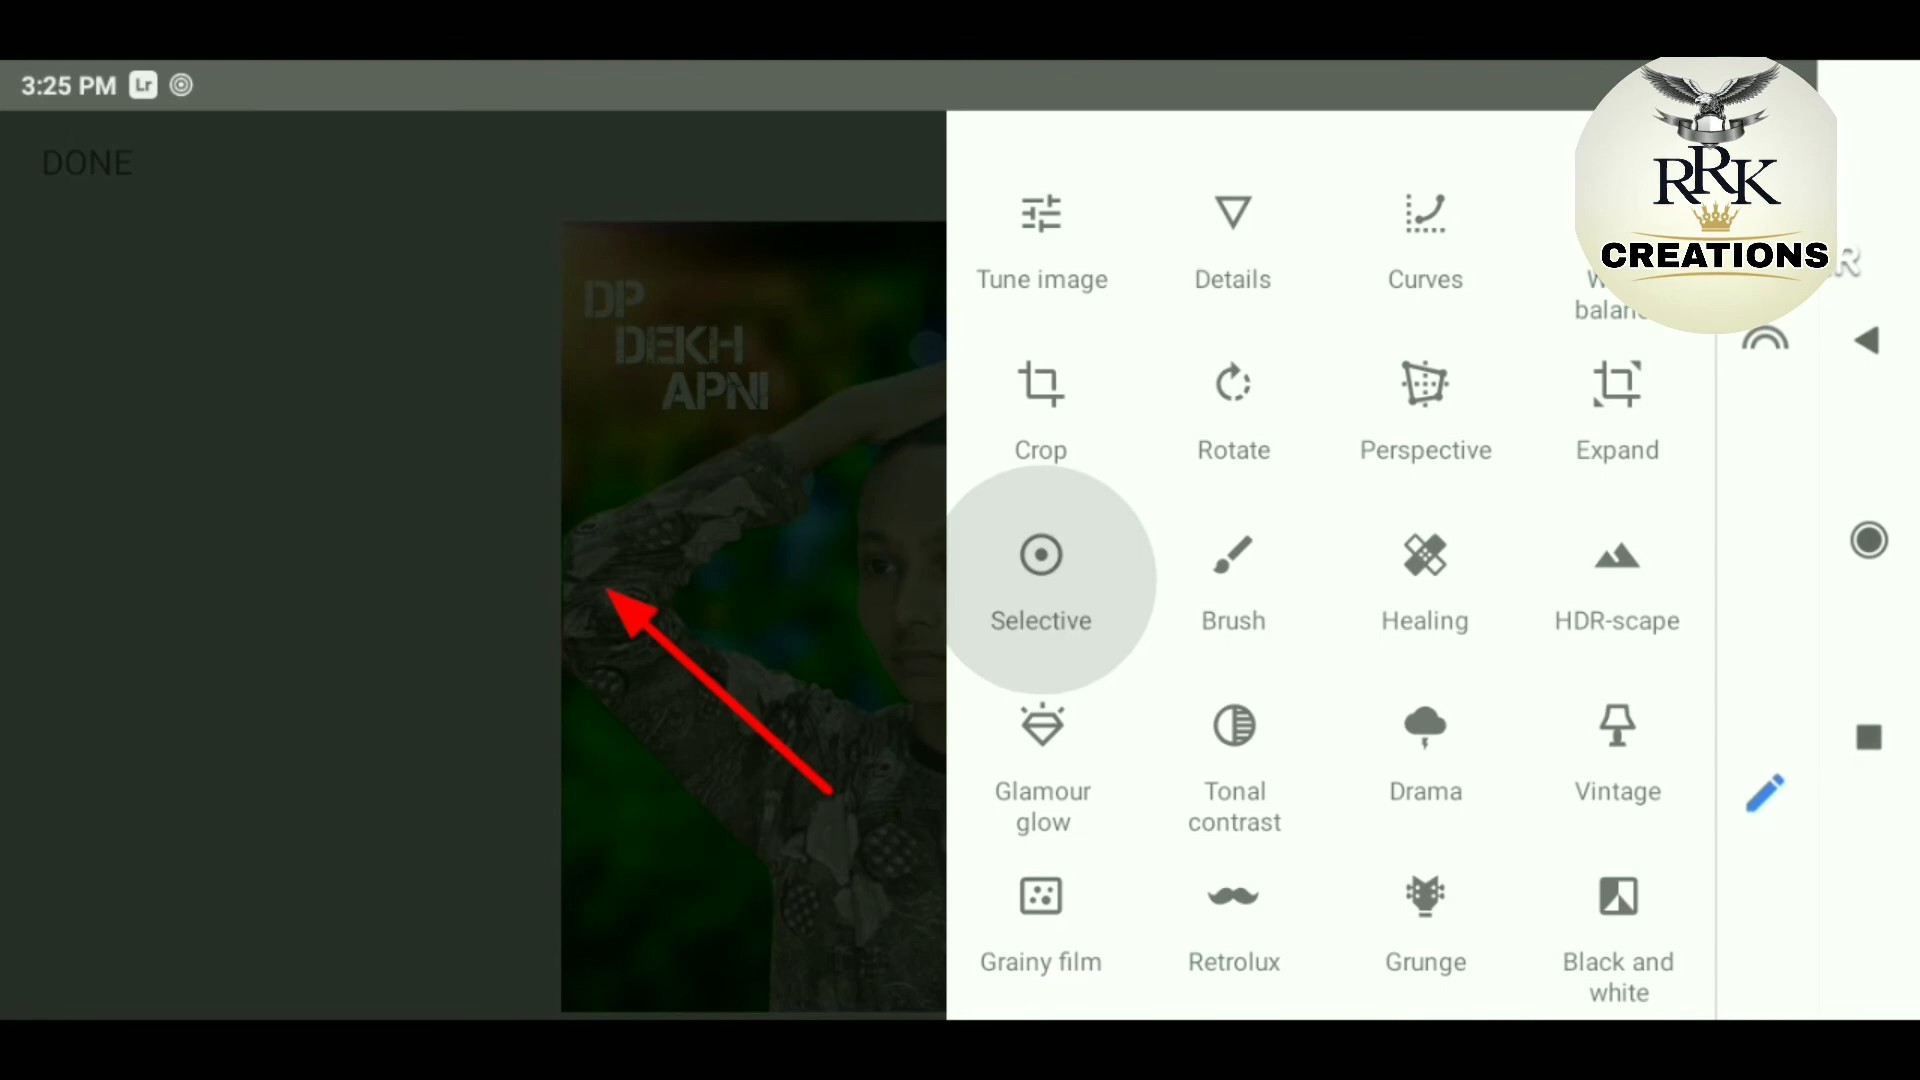 3:25 PM Lr
DONE
DP
DEKH
APNI
RRK
CREATIONS
R
Tune image
Details
Curves
Crop
Rotate
Perspective
Expand
Selective
Brush
Healing
HDR-scape
Glamour
glow
Tonal
contrast
Drama
Vintage
Grainy film
Retrolux
Grunge
Black and
white